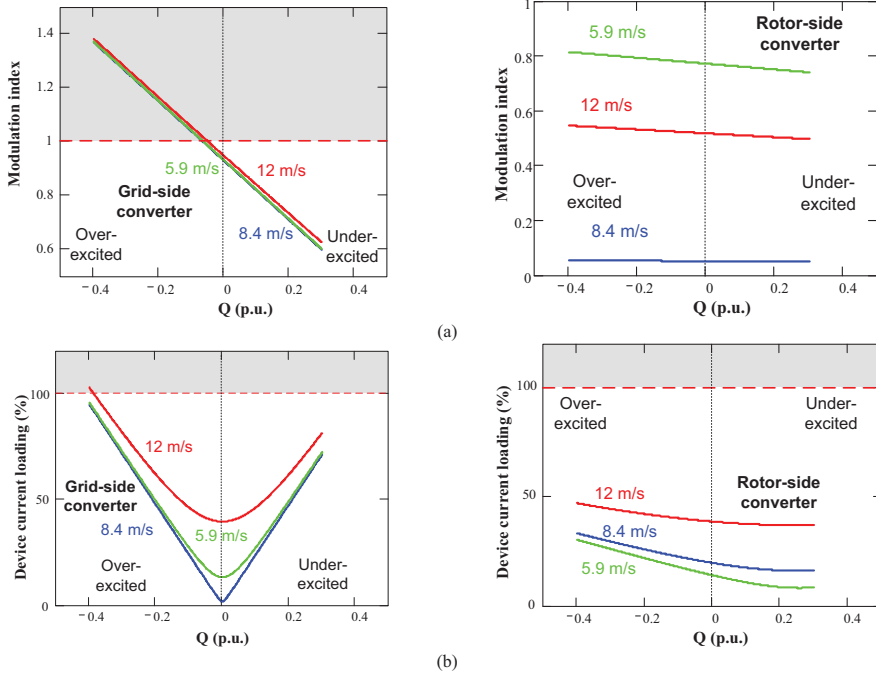 1.4
1.2
1
0.8
0.6
Modulation index
5.9 m/s
12 m/s
Grid-side
converter
8.4 m/s
Over-
excited
Under-
excited
−0.4
−0.2
0
0.2
0.4
Q (p.u.)
1
0.8
0.6
0.4
0.2
0
Modulation index
5.9 m/s
Rotor-side
converter
12 m/s
Over-
excited
Under-
excited
8.4 m/s
−0.4
−0.2
0
0.2
0.4
Q (p.u.)
(a)
100
50
0
Device current loading (%)
12 m/s
Grid-side
converter
8.4 m/s
5.9 m/s
Over-
excited
Under-
excited
−0.4
−0.2
0
0.2
0.4
Q (p.u.)
100
50
0
Device current loading (%)
Over-
excited
Under-
excited
12 m/s
Rotor-side
converter
8.4 m/s
5.9 m/s
−0.4
−0.2
0
0.2
0.4
Q (p.u.)
(b)